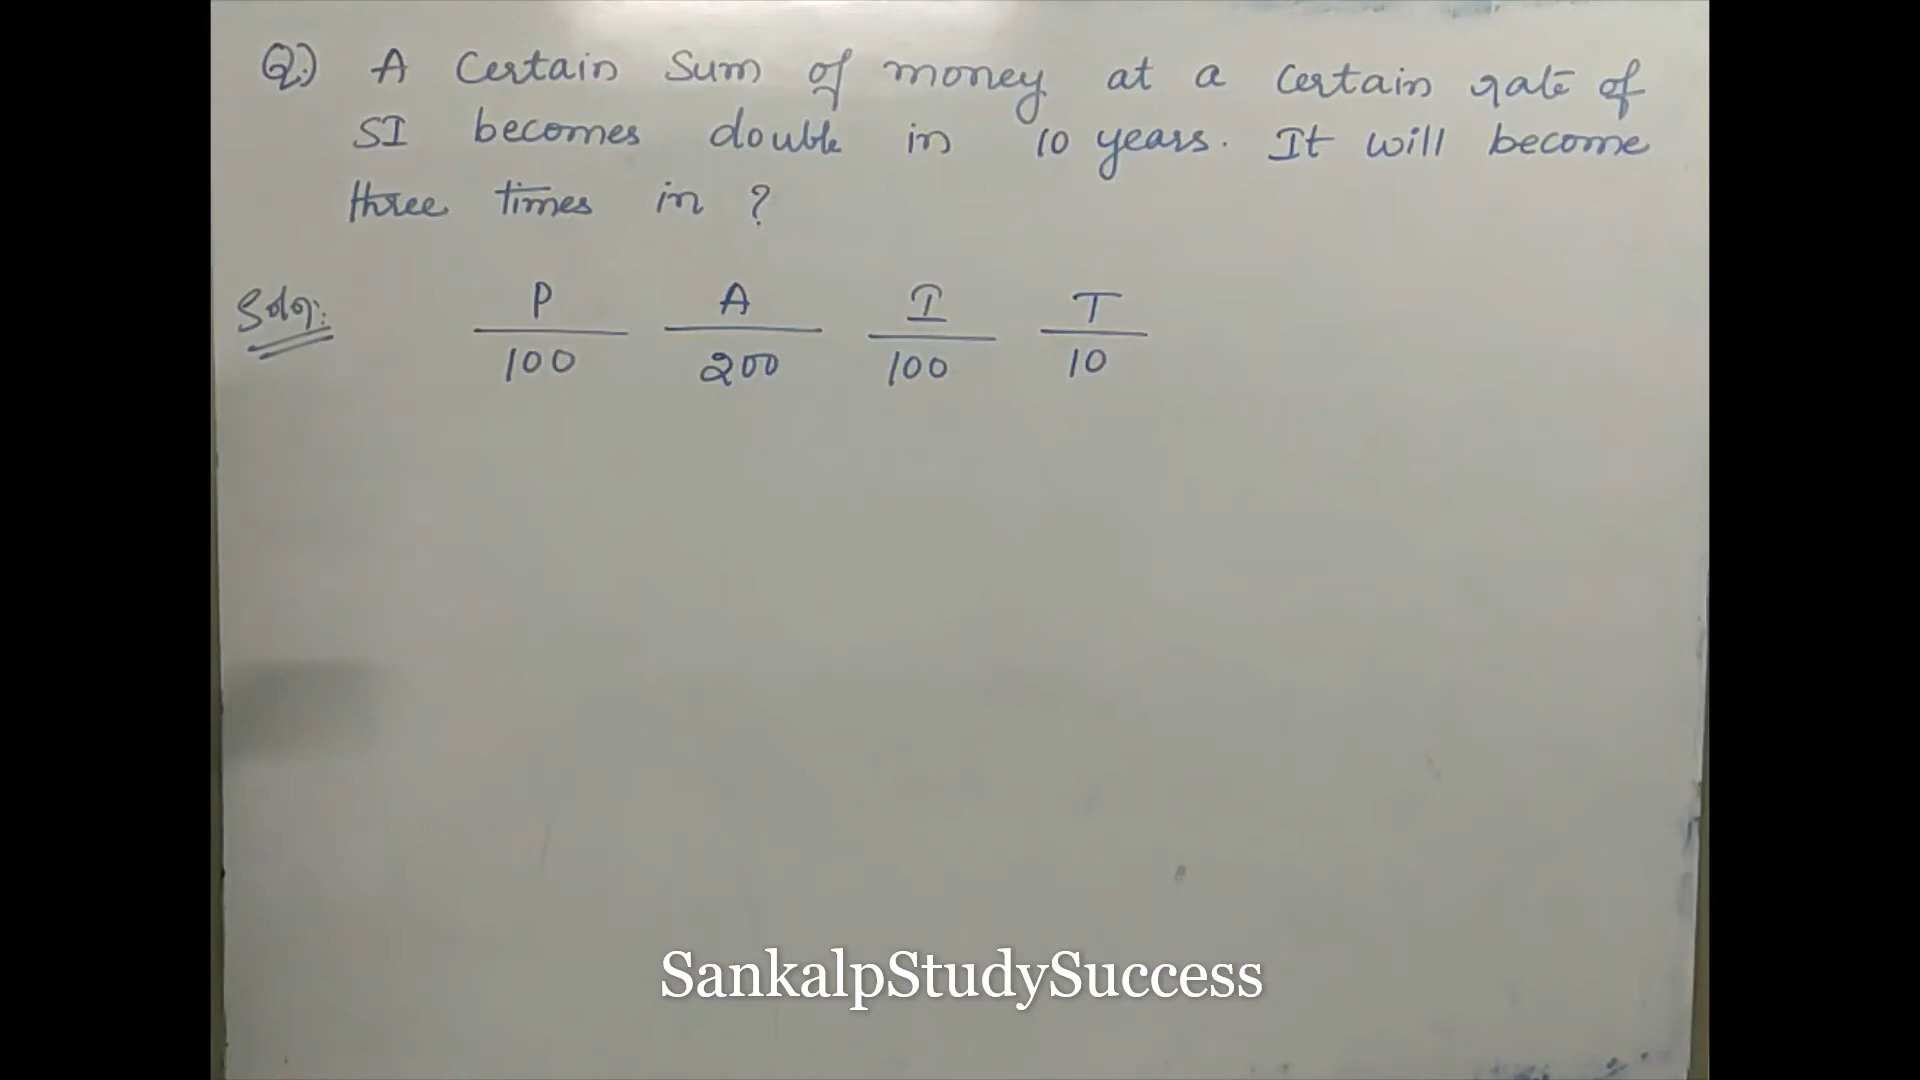 Q.) A Certain Sum of money at a certain rate of
SI becomes double in 10 years. It will become
three times in ?
Soln:
P A I T
100 200 100 10
SankalpStudySuccess